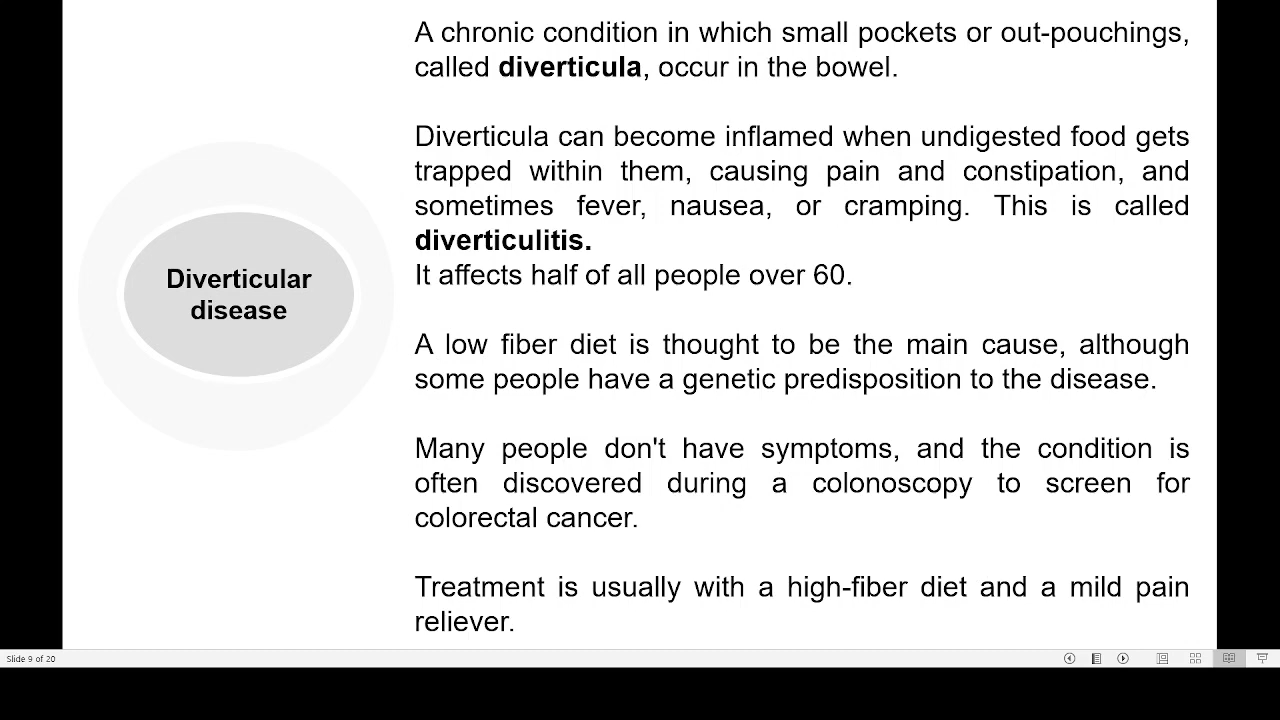 Diverticular
disease
A chronic condition in which small pockets or out-pouchings,
called diverticula, occur in the bowel.
Diverticula can become inflamed when undigested food gets
trapped within them, causing pain and constipation, and
sometimes fever, nausea, or cramping. This is called
diverticulitis.
It affects half of all people over 60.
A low fiber diet is thought to be the main cause, although
some people have a genetic predisposition to the disease.
Many people don't have symptoms, and the condition is
often discovered during a colonoscopy to screen for
colorectal cancer.
Treatment is usually with a high-fiber diet and a mild pain
reliever.
Slide 9 of 20